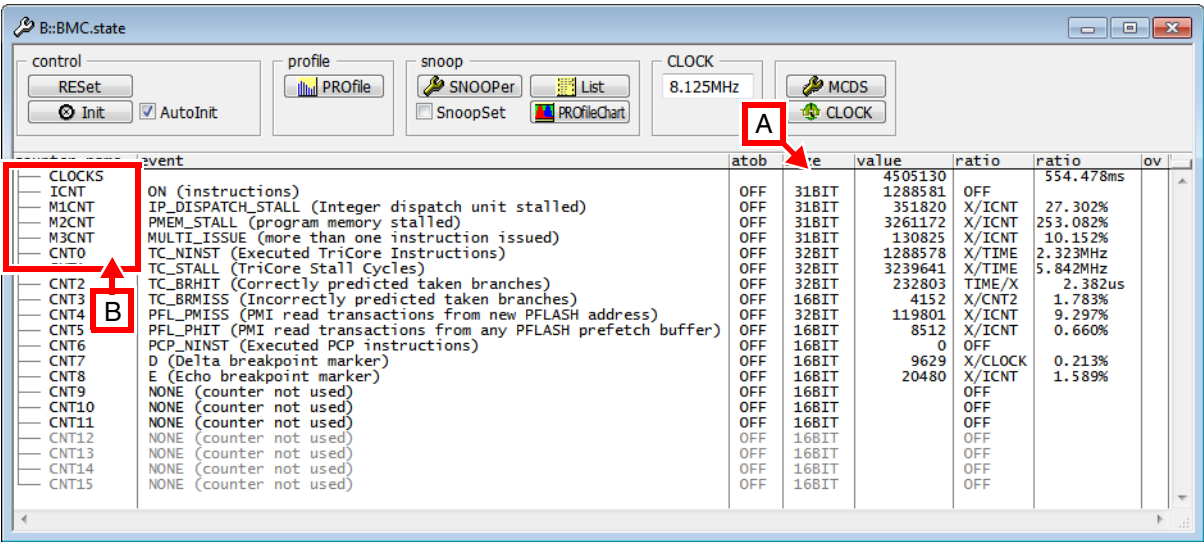 B::BMC.state
control profile snoop CLOCK
RESet PROfile SNOOPer List 8.125MHz MCDS
Init AutoInit SnoopSet PROfileChart CLOCK
A
event atob value ratio ratio ov
CLOCKS 4505130 554.478ms
ICNT ON (instructions) OFF 31BIT 1288581 OFF
M1CNT IP_DISPATCH_STALL (Integer dispatch unit stalled) OFF 31BIT 351820 X/ICNT 27.302%
M2CNT PMEM_STALL (program memory stalled) OFF 31BIT 3261172 X/ICNT 253.082%
M3CNT MULTI_ISSUE (more than one instruction issued) OFF 31BIT 130825 X/ICNT 10.152%
CNT0 TC_NINST (Executed TriCore Instructions) OFF 32BIT 1288578 X/TIME 2.323MHz
TC_STALL (TriCore Stall Cycles) OFF 32BIT 3239641 X/TIME 5.842MHz
CNT2 TC_BRHIT (Correctly predicted taken branches) OFF 32BIT 232803 TIME/X 2.382us
CNT3 TC_BRMISS (Incorrectly predicted taken branches) OFF 16BIT 4152 X/CNT2 1.783%
B
CNT4 PFL_PMISS (PMI read transactions from new PFLASH address) OFF 32BIT 119801 X/ICNT 9.297%
CNT5 PFL_PHIT (PMI read transactions from any PFLASH prefetch buffer) OFF 16BIT 8512 X/ICNT 0.660%
CNT6 PCP_NINST (Executed PCP instructions) OFF 16BIT 0 OFF
CNT7 D (Delta breakpoint marker) OFF 16BIT 9629 X/CLOCK 0.213%
CNT8 E (Echo breakpoint marker) OFF 16BIT 20480 X/ICNT 1.589%
CNT9 NONE (counter not used) OFF 16BIT OFF
CNT10 NONE (counter not used) OFF 16BIT OFF
CNT11 NONE (counter not used) OFF 16BIT OFF
CNT12 NONE (counter not used) OFF 16BIT OFF
CNT13 NONE (counter not used) OFF 16BIT OFF
CNT14 NONE (counter not used) OFF 16BIT OFF
CNT15 NONE (counter not used) OFF 16BIT OFF